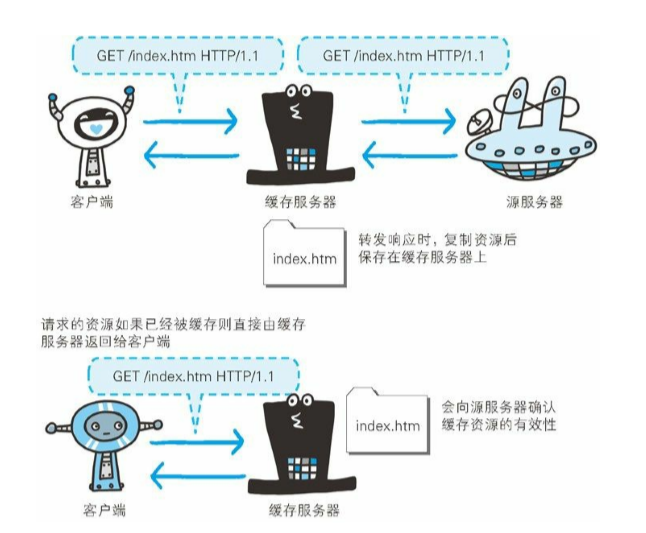 GET /index.htm HTTP/1.1
GET /index.htm HTTP/1.1
客户端
缓存服务器
源服务器
index.htm
转发响应时，复制资源后
保存在缓存服务器上
请求的资源如果已经被缓存则直接由缓存
服务器返回给客户端
GET /index.htm HTTP/1.1
index.htm
会向源服务器确认
缓存资源的有效性
客户端
缓存服务器